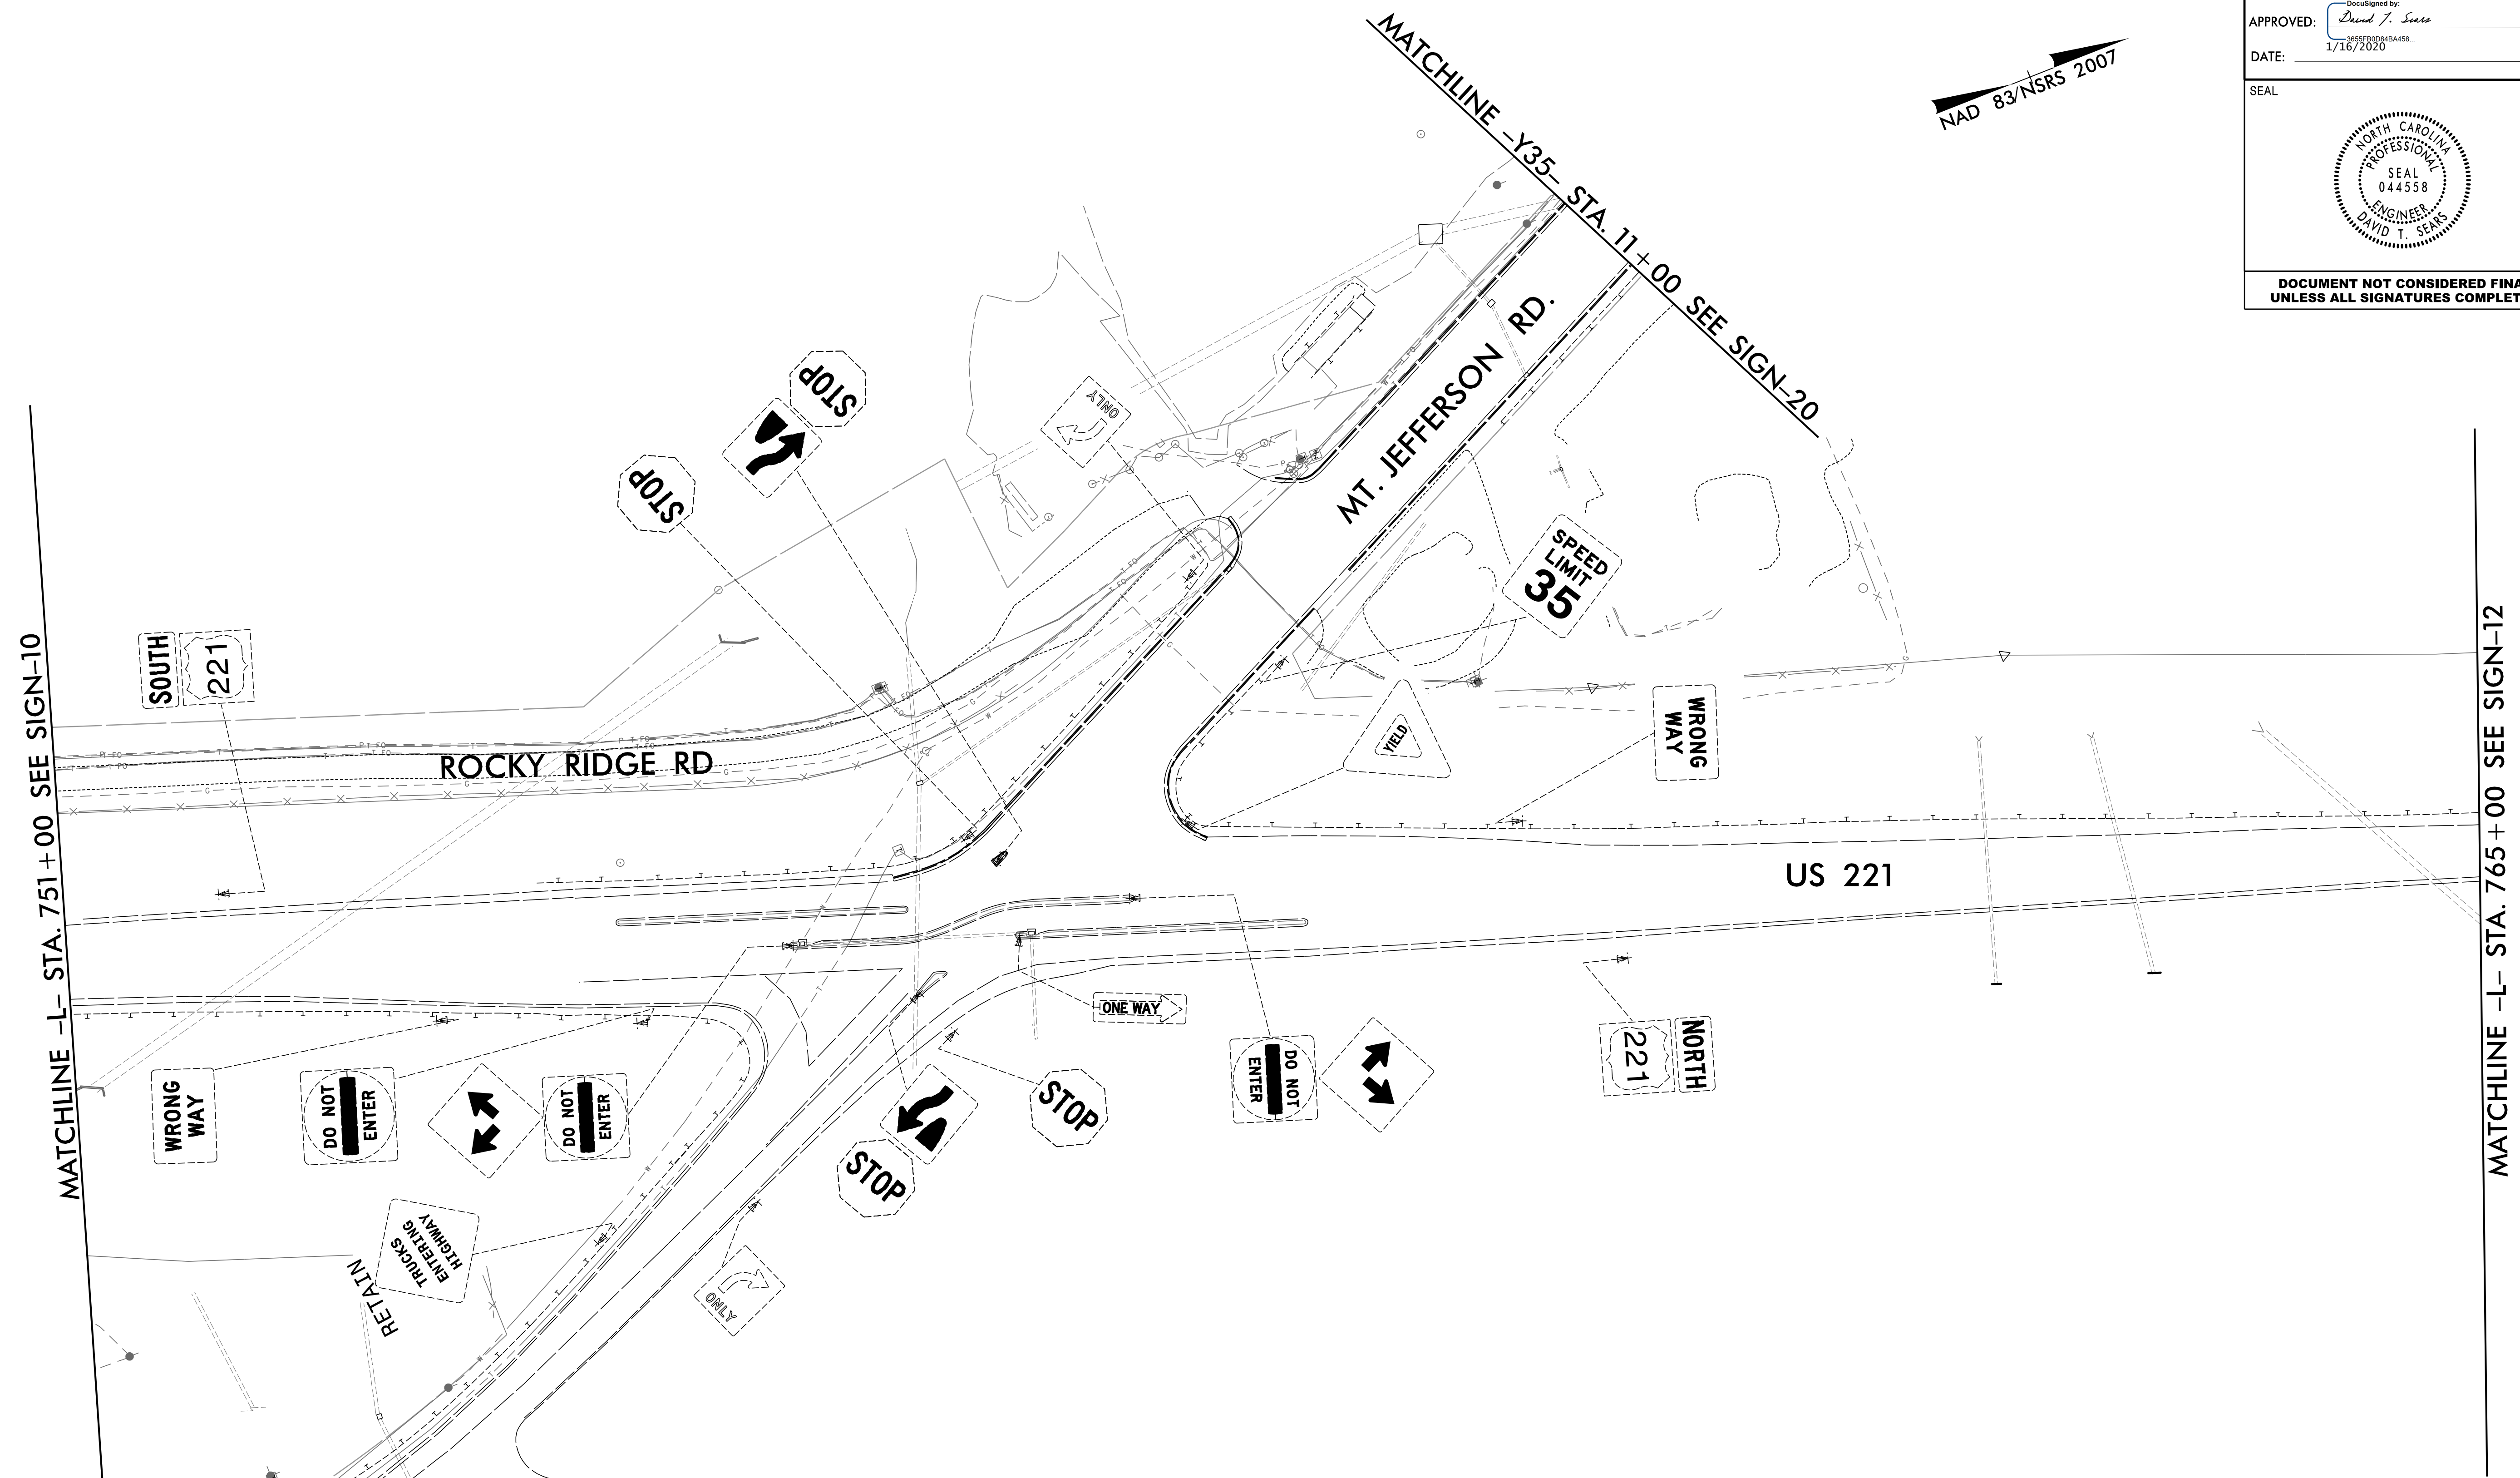 DocuSigned by:
APPROVED: David T. Sears
3655FB0D84BA458...
DATE: 1/16/2020
SEAL
NORTH CAROLINA
PROFESSIONAL
SEAL
044558
ENGINEER
DAVID T. SEARS
DOCUMENT NOT CONSIDERED FINA
UNLESS ALL SIGNATURES COMPLET
NAD 83/NSRS 2007
MATCHLINE -Y35- STA. 11+00 SEE SIGN-20
MT. JEFFERSON RD.
STOP
STOP
ONLY
SPEED
LIMIT
35
SOUTH
221
ROCKY RIDGE RD
YIELD
WRONG
WAY
US 221
MATCHLINE -L- STA. 751+00 SEE SIGN-10
MATCHLINE -L- STA. 765+00 SEE SIGN-12
ONE WAY
WRONG
WAY
DO NOT
ENTER
DO NOT
ENTER
STOP
STOP
DO NOT
ENTER
NORTH
221
TRUCKS
ENTERING
HIGHWAY
RETAIN
ONLY